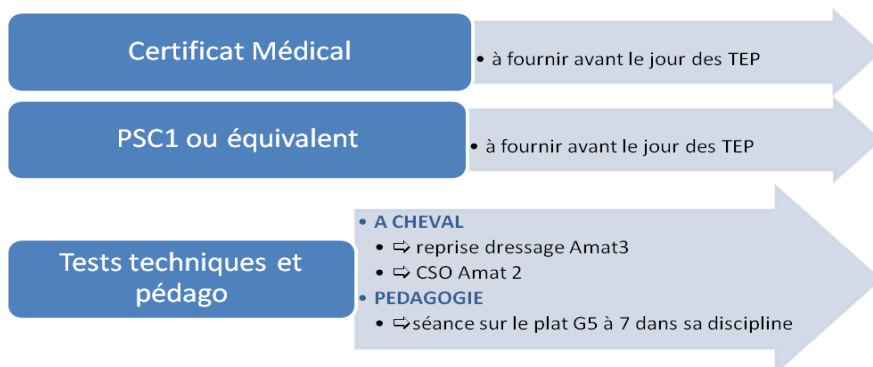 Certificat Médical
• à fournir avant le jour des TEP
PSC1 ou équivalent
• à fournir avant le jour des TEP
Tests techniques et
pédago
• A CHEVAL
• ⇨ reprise dressage Amat3
• ⇨ CSO Amat 2
• PEDAGOGIE
• ⇨séance sur le plat G5 à 7 dans sa discipline